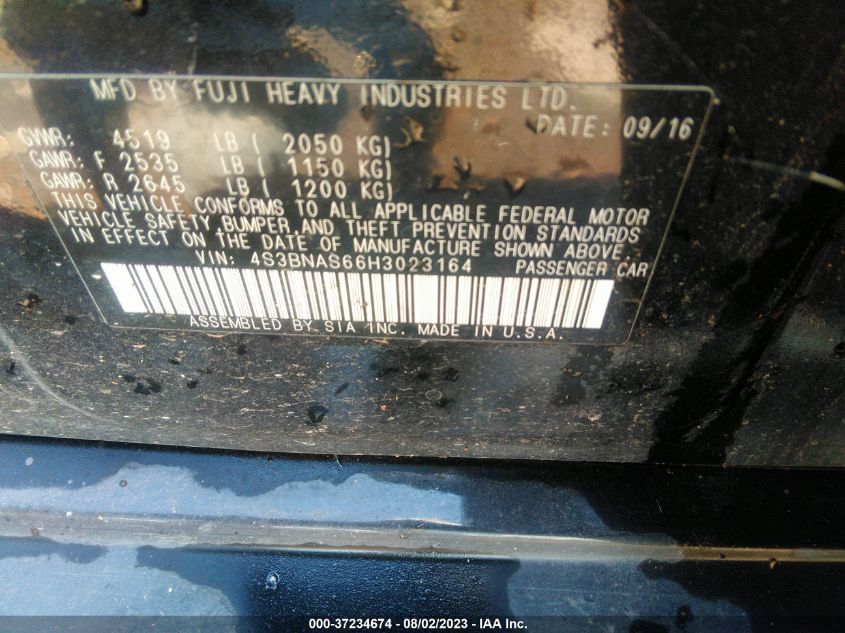 MFD BY FUJI HEAVY INDUSTRIES LTD.
DATE: 09/16
GVWR: 4519 LB ( 2050 KG)
GAWR: F 2535 LB ( 1150 KG)
GAWR: R 2645 LB ( 1200 KG)
THIS VEHICLE CONFORMS TO ALL APPLICABLE FEDERAL MOTOR
VEHICLE SAFETY, BUMPER, AND THEFT PREVENTION STANDARDS
IN EFFECT ON THE DATE OF MANUFACTURE SHOWN ABOVE.
VIN: 4S3BNAS66H3023164 PASSENGER CAR
ASSEMBLED BY SIA INC. MADE IN U.S.A.
000-37234674 - 08/02/2023 - IAA Inc.